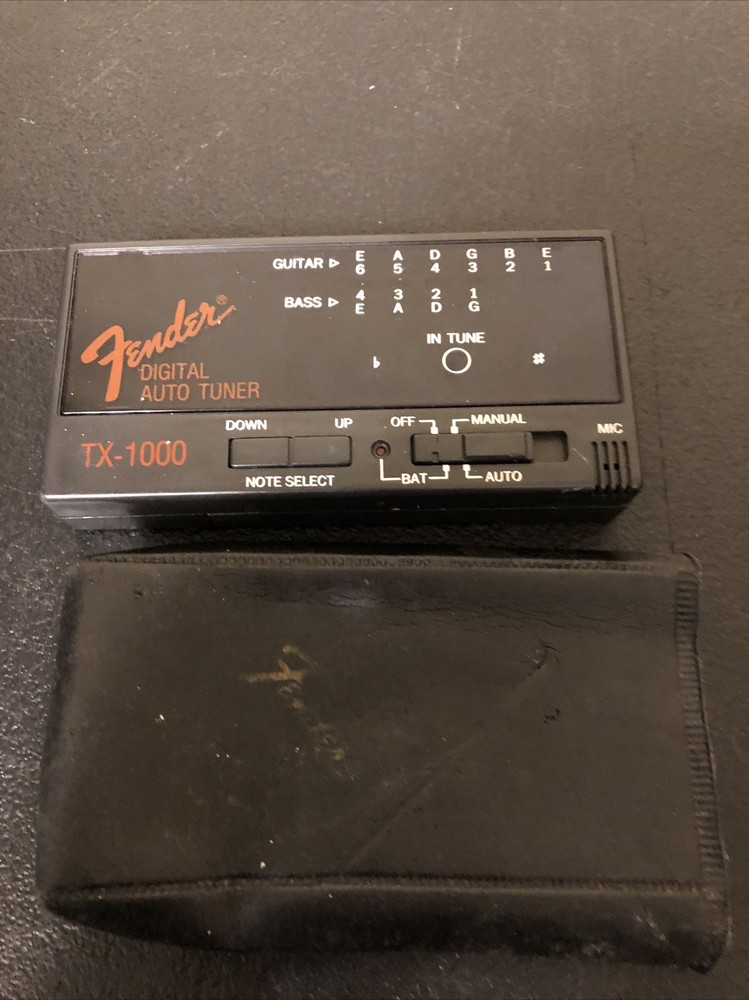 GUITAR ▷ E A D G B E
6 5 4 3 2 1
BASS ▷ 4 3 2 1
E A D G
IN TUNE
♭ #
Fender®
DIGITAL
AUTO TUNER
TX-1000
DOWN UP
NOTE SELECT
OFF MANUAL
BAT AUTO
MIC